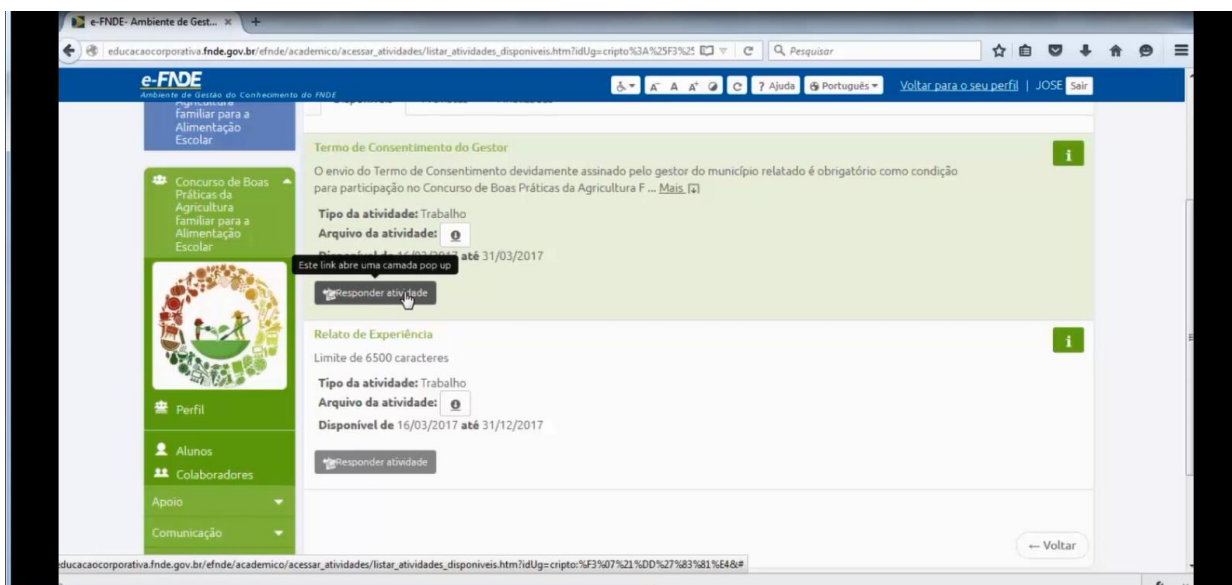 e-FNDE- Ambiente de Gest...
educacaocorporativa.fnde.gov.br/efnde/academico/acessar_atividades/listar_atividades_disponiveis.htm?idUg=cripto%3A%25F3%25
Pesquisar
e-FNDE
Ambiente de Gestão do Conhecimento do FNDE
A- A A+ C ? Ajuda Português Voltar para o seu perfil | JOSE Sair
Agricultura
familiar para a
Alimentação
Escolar
Concurso de Boas
Práticas da
Agricultura
familiar para a
Alimentação
Escolar
Perfil
Alunos
Colaboradores
Apoio
Comunicação
Termo de Consentimento do Gestor
O envio do Termo de Consentimento devidamente assinado pelo gestor do município relatado é obrigatório como condição
para participação no Concurso de Boas Práticas da Agricultura F ... Mais
Tipo da atividade: Trabalho
Arquivo da atividade:
até 31/03/2017
Este link abre uma camada pop up
Responder atividade
Relato de Experiência
Limite de 6500 caracteres
Tipo da atividade: Trabalho
Arquivo da atividade:
Disponível de 16/03/2017 até 31/12/2017
Responder atividade
← Voltar
educacaocorporativa.fnde.gov.br/efnde/academico/acessar_atividades/listar_atividades_disponiveis.htm?idUg=cripto:%F3%07%21%DD%27%83%81%E4&#